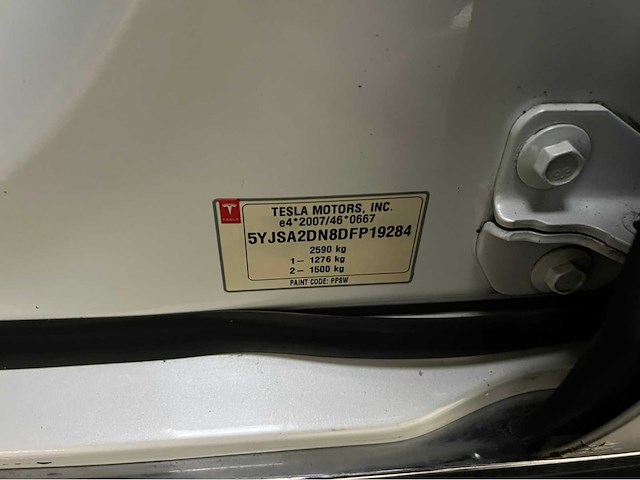 TESLA MOTORS, INC.
e4*2007/46*0667
5YJSA2DN8DFP19284
2590 kg
1- 1276 kg
2- 1500 kg
PAINT CODE: PPSW
TESLA